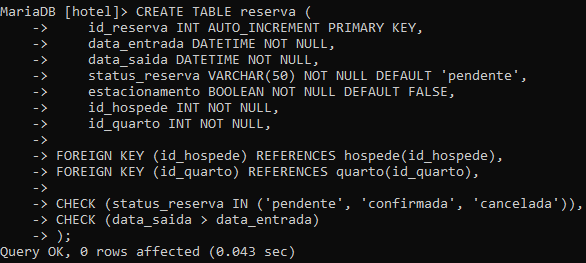 MariaDB [hotel]> CREATE TABLE reserva (
    ->     id_reserva INT AUTO_INCREMENT PRIMARY KEY,
    ->     data_entrada DATETIME NOT NULL,
    ->     data_saida DATETIME NOT NULL,
    ->     status_reserva VARCHAR(50) NOT NULL DEFAULT 'pendente',
    ->     estacionamento BOOLEAN NOT NULL DEFAULT FALSE,
    ->     id_hospede INT NOT NULL,
    ->     id_quarto INT NOT NULL,
    ->
    -> FOREIGN KEY (id_hospede) REFERENCES hospede(id_hospede),
    -> FOREIGN KEY (id_quarto) REFERENCES quarto(id_quarto),
    ->
    -> CHECK (status_reserva IN ('pendente', 'confirmada', 'cancelada')),
    -> CHECK (data_saida > data_entrada)
    -> );
Query OK, 0 rows affected (0.043 sec)